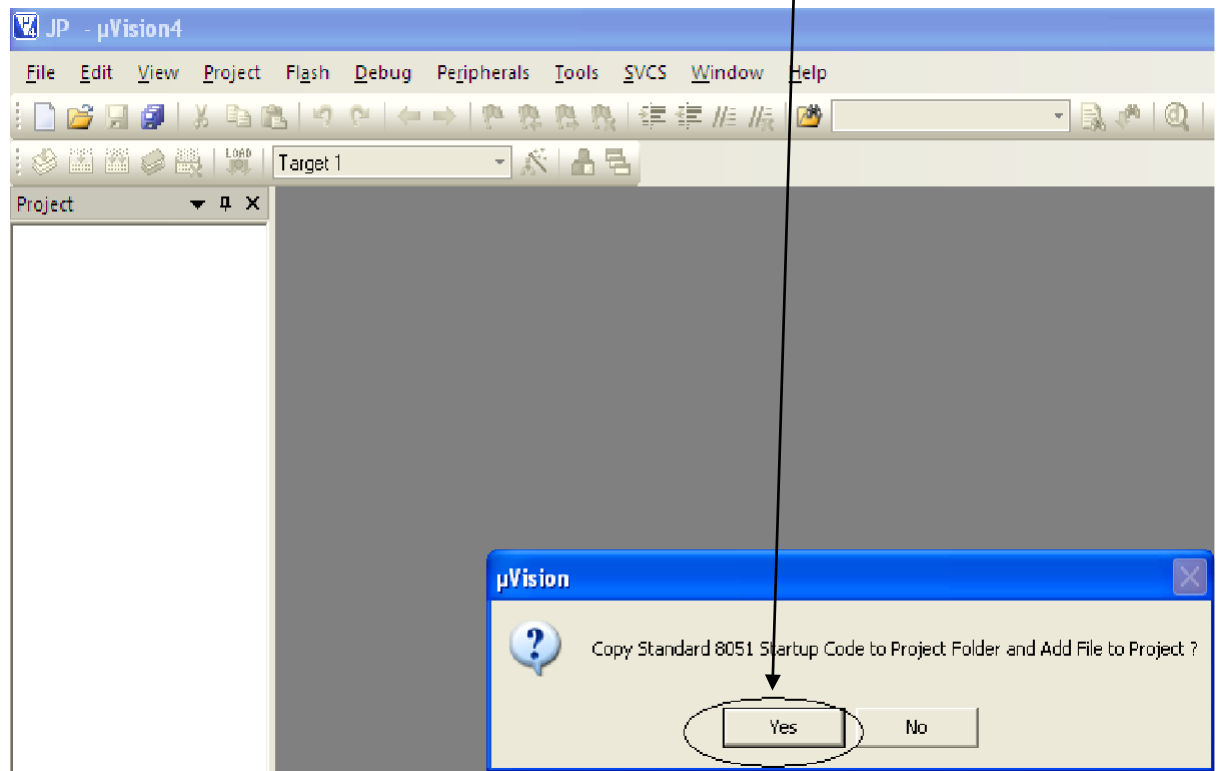 JP - µVision4
File Edit View Project Flash Debug Peripherals Tools SVCS Window Help
LOAD Target 1
Project
µVision
Copy Standard 8051 Startup Code to Project Folder and Add File to Project ?
Yes No